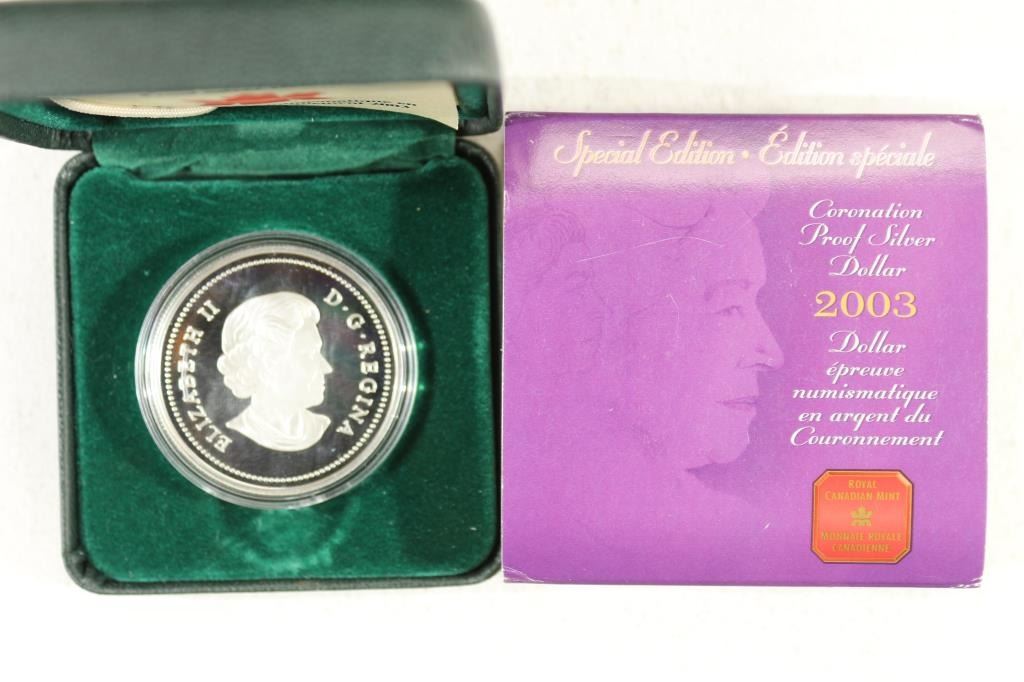 ELIZABETH II D·G·REGINA
Special Edition • Édition spéciale
Coronation
Proof Silver
Dollar
2003
Dollar
épreuve
numismatique
en argent du
Couronnement
ROYAL
CANADIAN MINT
MONNAIE ROYALE
CANADIENNE